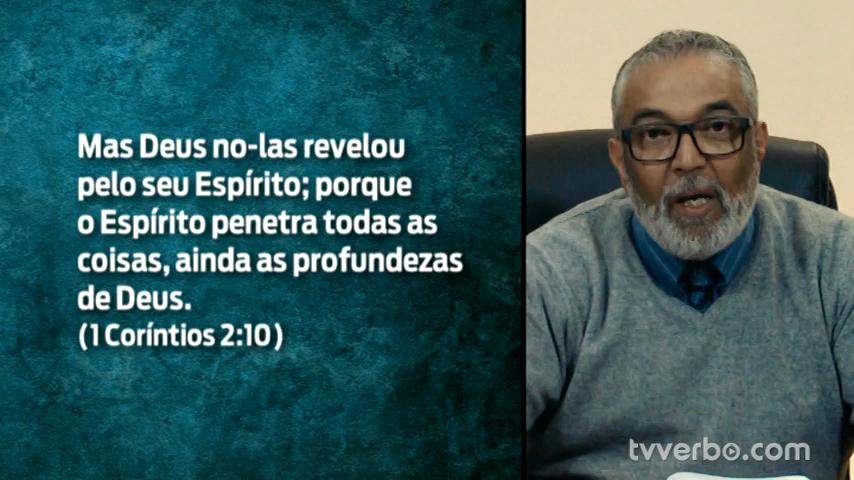 Mas Deus no-las revelou
pelo seu Espírito; porque
o Espírito penetra todas as
coisas, ainda as profundezas
de Deus.
(1 Coríntios 2:10)
tvverbo.com